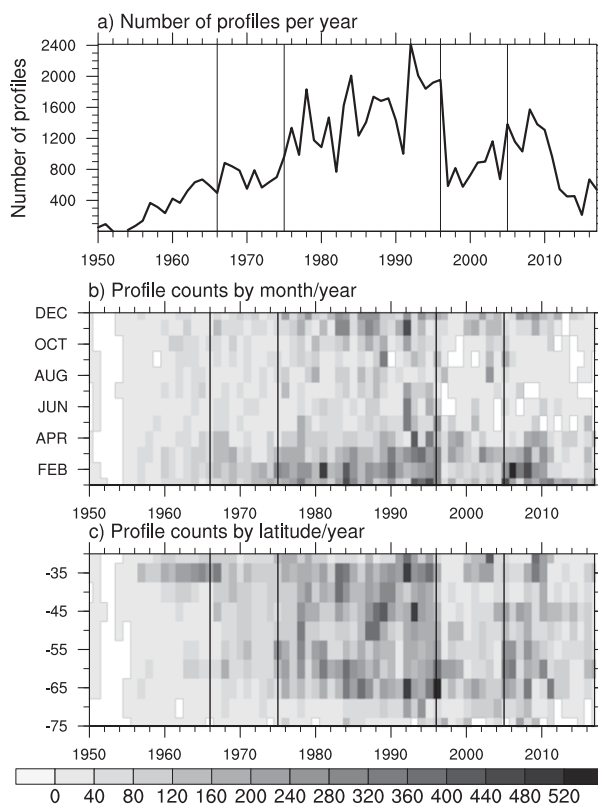 a) Number of profiles per year
Number of profiles
2400
2000
1600
1200
800
400
1950 1960 1970 1980 1990 2000 2010
b) Profile counts by month/year
DEC
OCT
AUG
JUN
APR
FEB
1950 1960 1970 1980 1990 2000 2010
c) Profile counts by latitude/year
-35
-45
-55
-65
-75
1950 1960 1970 1980 1990 2000 2010
0 40 80 120 160 200 240 280 320 360 400 440 480 520